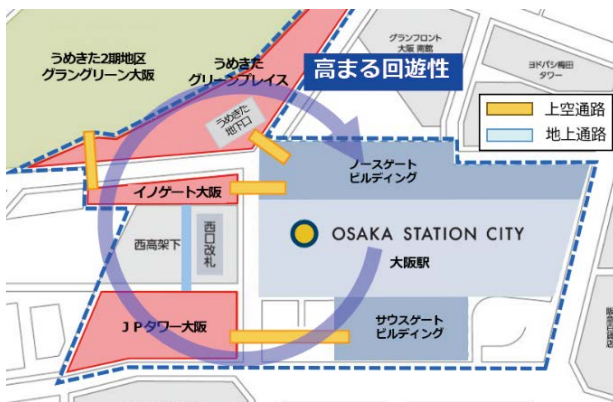 うめきた2期地区
グラングリーン大阪
うめきた
グリーンプレイス
グランフロント
大阪 南館
ヨドバシ梅田
タワー
高まる回遊性
上空通路
地上通路
うめきた
地下口
ノースゲート
ビルディング
イノゲート大阪
西高架下
西口改札
OSAKA STATION CITY
大阪駅
JPタワー大阪
サウスゲート
ビルディング
阪急百貨店